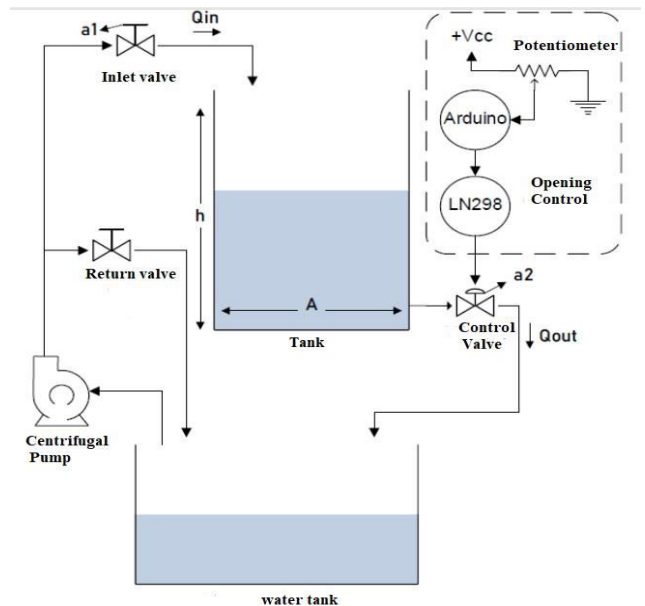 a1
Qin
Inlet valve
+Vcc
Potentiometer
Arduino
LN298
Opening
Control
h
A
Tank
Return valve
a2
Control
Valve
Qout
Centrifugal
Pump
water tank